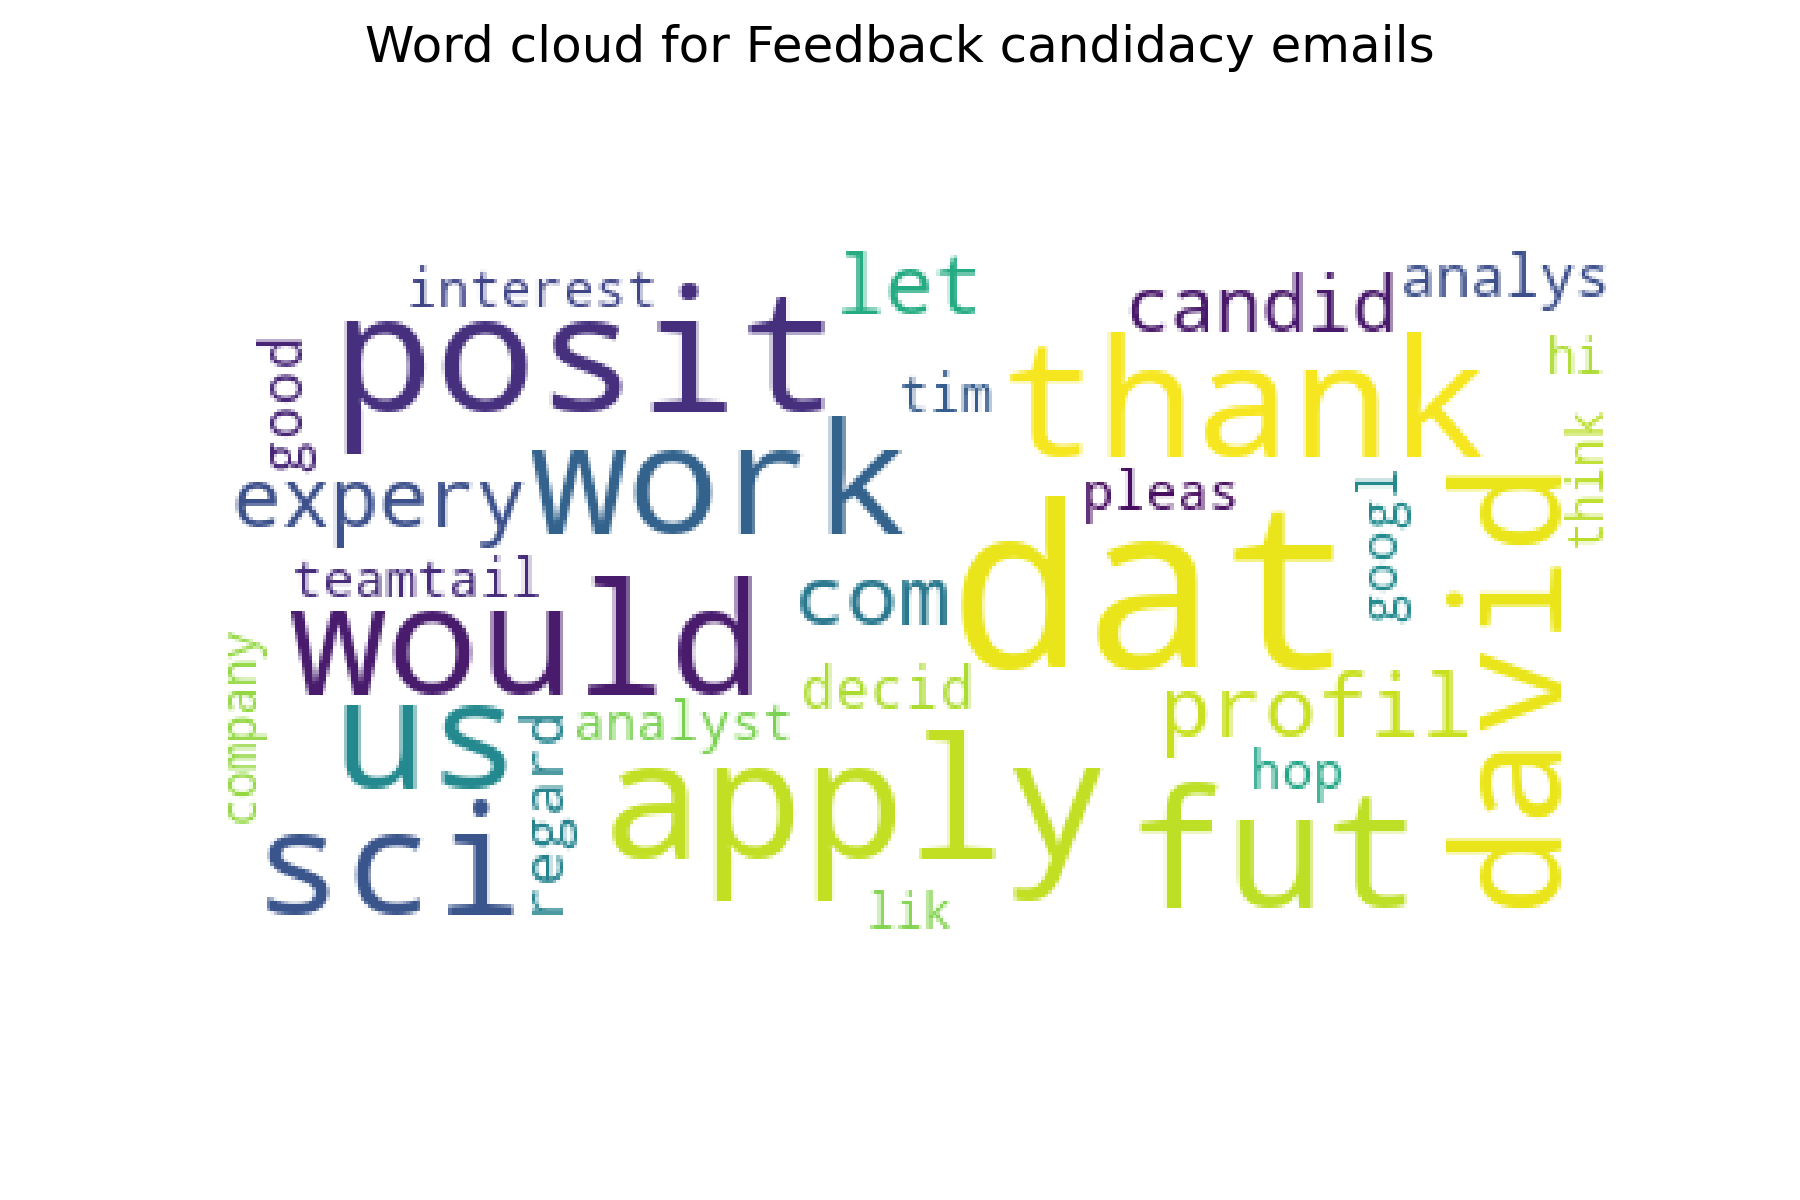 Word cloud for Feedback candidacy emails
interest
let
candid
analys
good
posit
tim
thank
hi
expery
work
pleas
googl
think
david
teamtail
would
com
dat
company
us
regard
analyst
decid
profil
hop
sci
apply
fut
lik